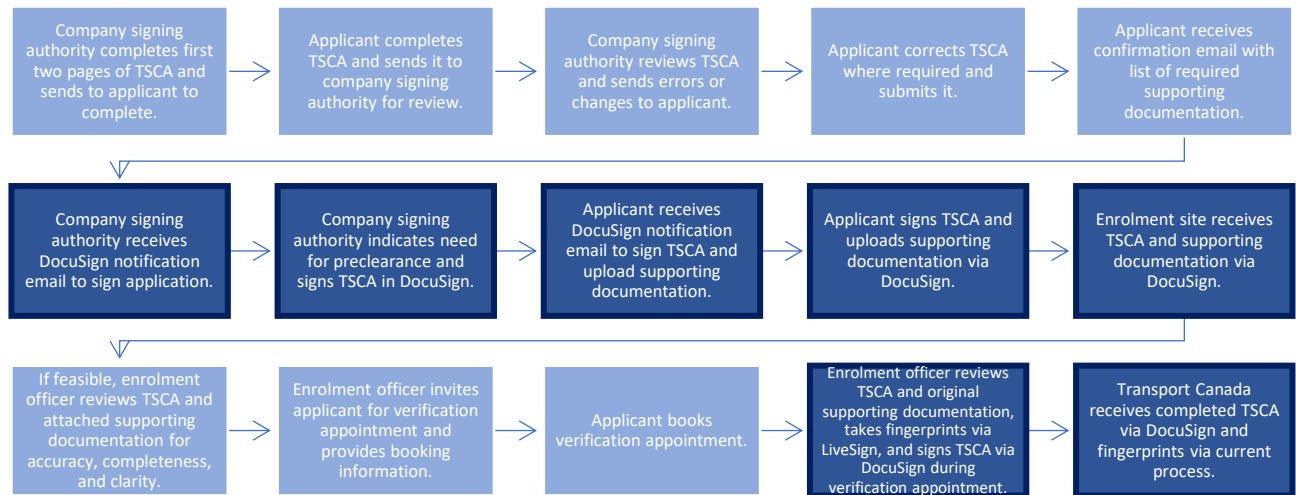 Company signing
authority completes first
two pages of TSCA and
sends to applicant to
complete.
Applicant completes
TSCA and sends it to
company signing
authority for review.
Company signing
authority reviews TSCA
and sends errors or
changes to applicant.
Applicant corrects TSCA
where required and
submits it.
Applicant receives
confirmation email with
list of required
supporting
documentation.
Company signing
authority receives
DocuSign notification
email to sign application.
Company signing
authority indicates need
for preclearance and
signs TSCA in DocuSign.
Applicant receives
DocuSign notification
email to sign TSCA and
upload supporting
documentation.
Applicant signs TSCA and
uploads supporting
documentation via
DocuSign.
Enrolment site receives
TSCA and supporting
documentation via
DocuSign.
If feasible, enrolment
officer reviews TSCA and
attached supporting
documentation for
accuracy, completeness,
and clarity.
Enrolment officer invites
applicant for verification
appointment and
provides booking
information.
Applicant books
verification appointment.
Enrolment officer reviews
TSCA and original
supporting documentation,
takes fingerprints via
LiveSign, and signs TSCA via
DocuSign during
verification appointment.
Transport Canada
receives completed TSCA
via DocuSign and
fingerprints via current
process.